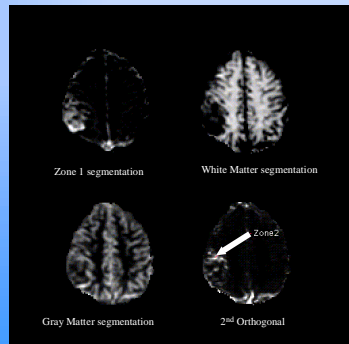 Zone 1 segmentation
White Matter segmentation
Zone2
Gray Matter segmentation
2nd Orthogonal